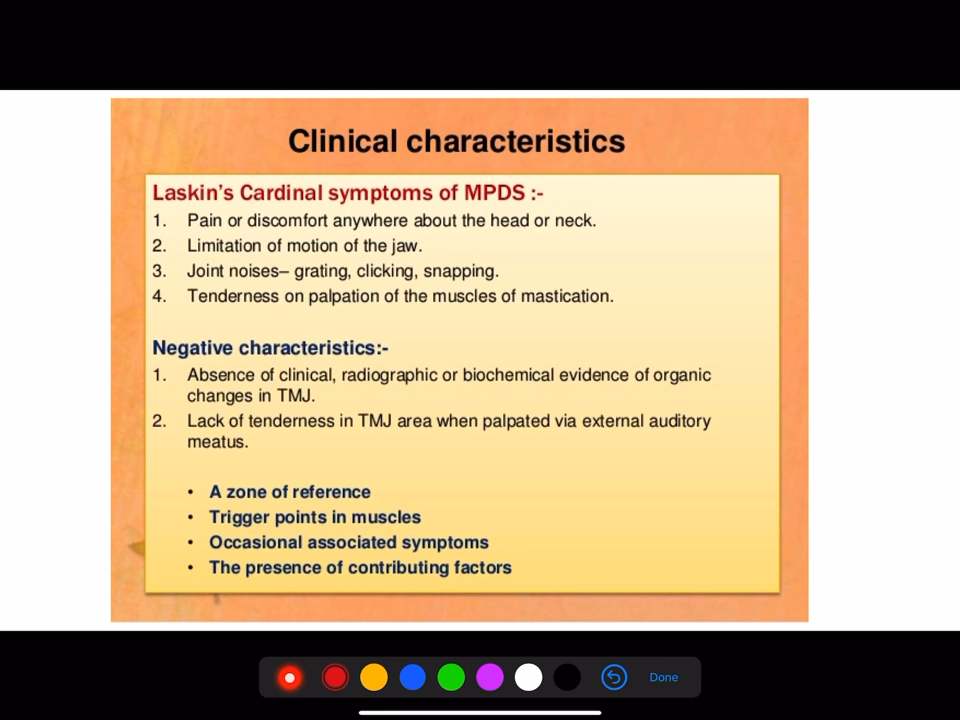 Clinical characteristics
Laskin's Cardinal symptoms of MPDS :-
1. Pain or discomfort anywhere about the head or neck.
2. Limitation of motion of the jaw.
3. Joint noises– grating, clicking, snapping.
4. Tenderness on palpation of the muscles of mastication.
Negative characteristics:-
1. Absence of clinical, radiographic or biochemical evidence of organic
changes in TMJ.
2. Lack of tenderness in TMJ area when palpated via external auditory
meatus.
• A zone of reference
• Trigger points in muscles
• Occasional associated symptoms
• The presence of contributing factors
Done